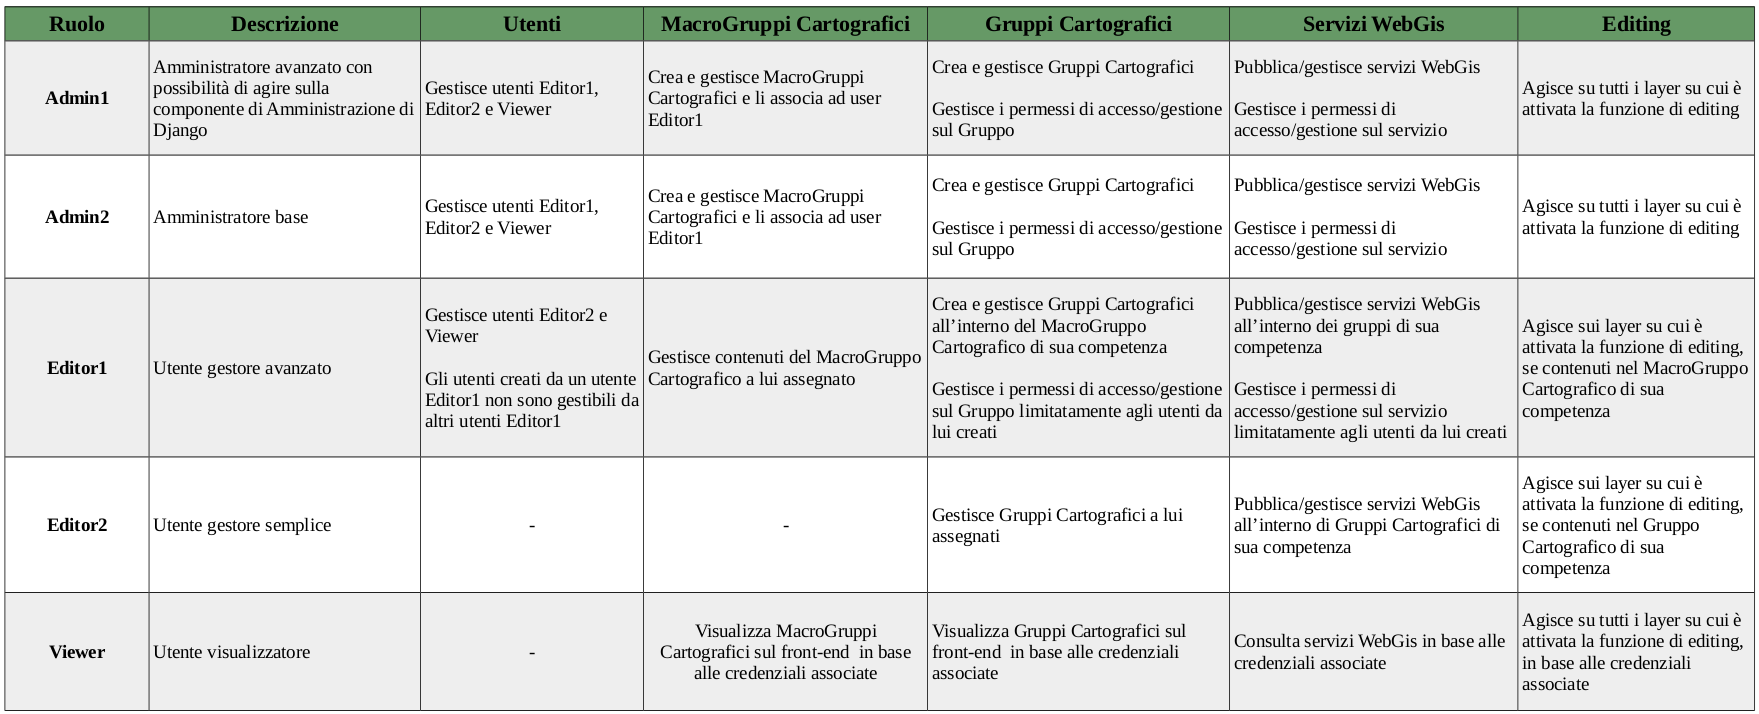 Ruolo
Descrizione
Utenti
MacroGruppi Cartografici
Gruppi Cartografici
Servizi WebGis
Editing
Admin1
Amministratore avanzato con
possibilità di agire sulla
componente di Amministrazione di
Django
Gestisce utenti Editor1,
Editor2 e Viewer
Crea e gestisce MacroGruppi
Cartografici e li associa ad user
Editor1
Crea e gestisce Gruppi Cartografici
Gestisce i permessi di accesso/gestione
sul Gruppo
Pubblica/gestisce servizi WebGis
Gestisce i permessi di
accesso/gestione sul servizio
Agisce su tutti i layer su cui è
attivata la funzione di editing
Admin2
Amministratore base
Gestisce utenti Editor1,
Editor2 e Viewer
Crea e gestisce MacroGruppi
Cartografici e li associa ad user
Editor1
Crea e gestisce Gruppi Cartografici
Gestisce i permessi di accesso/gestione
sul Gruppo
Pubblica/gestisce servizi WebGis
Gestisce i permessi di
accesso/gestione sul servizio
Agisce su tutti i layer su cui è
attivata la funzione di editing
Editor1
Utente gestore avanzato
Gestisce utenti Editor2 e
Viewer
Gli utenti creati da un utente
Editor1 non sono gestibili da
altri utenti Editor1
Gestisce contenuti del MacroGruppo
Cartografico a lui assegnato
Crea e gestisce Gruppi Cartografici
all’interno del MacroGruppo
Cartografico di sua competenza
Gestisce i permessi di accesso/gestione
sul Gruppo limitatamente agli utenti da
lui creati
Pubblica/gestisce servizi WebGis
all’interno dei gruppi di sua
competenza
Gestisce i permessi di
accesso/gestione sul servizio
limitatamente agli utenti da lui creati
Agisce sui layer su cui è
attivata la funzione di editing,
se contenuti nel MacroGruppo
Cartografico di sua
competenza
Editor2
Utente gestore semplice
-
-
Gestisce Gruppi Cartografici a lui
assegnati
Pubblica/gestisce servizi WebGis
all’interno di Gruppi Cartografici di
sua competenza
Agisce sui layer su cui è
attivata la funzione di editing,
se contenuti nel Gruppo
Cartografico di sua
competenza
Viewer
Utente visualizzatore
-
Visualizza MacroGruppi
Cartografici sul front-end  in base
alle credenziali associate
Visualizza Gruppi Cartografici sul
front-end  in base alle credenziali
associate
Consulta servizi WebGis in base alle
credenziali associate
Agisce su tutti i layer su cui è
attivata la funzione di editing,
in base alle credenziali
associate